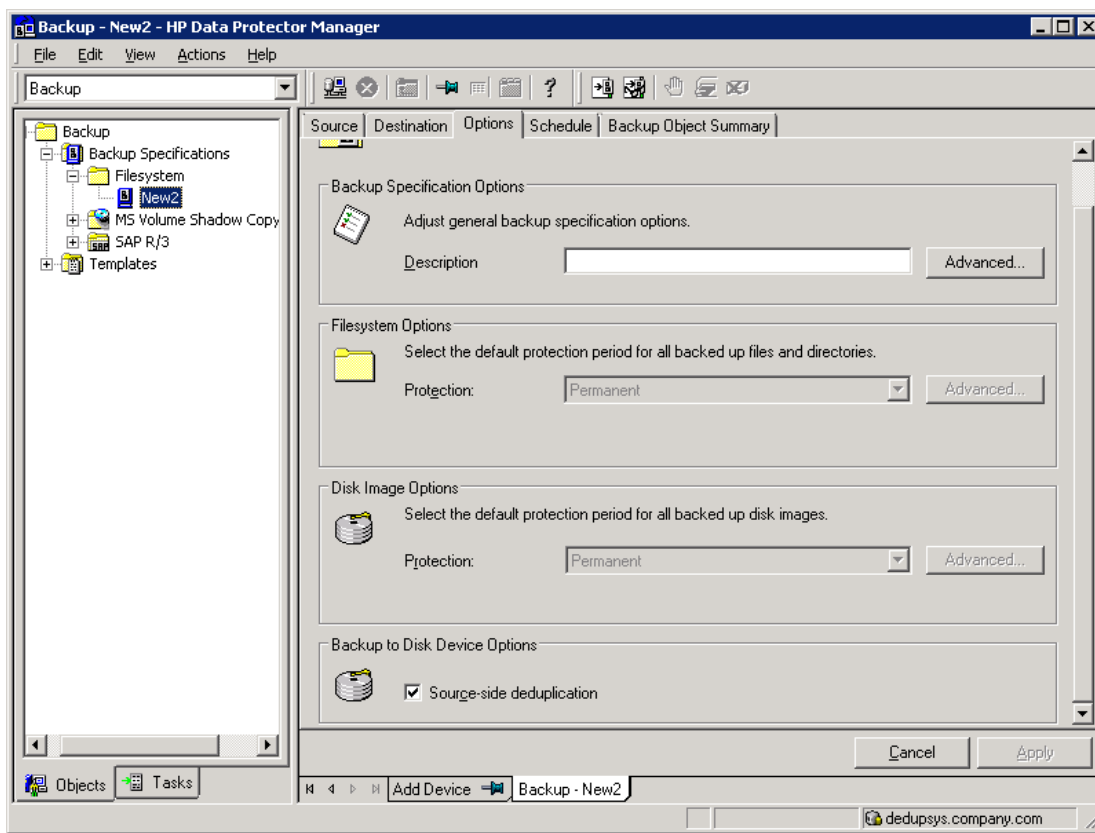 Backup - New2 - HP Data Protector Manager
File Edit View Actions Help
Backup
Backup
Backup Specifications
Filesystem
New2
MS Volume Shadow Copy
SAP R/3
Templates
Objects Tasks
Source Destination Options Schedule Backup Object Summary
Backup Specification Options
Adjust general backup specification options.
Description Advanced...
Filesystem Options
Select the default protection period for all backed up files and directories.
Protection: Permanent Advanced...
Disk Image Options
Select the default protection period for all backed up disk images.
Protection: Permanent Advanced...
Backup to Disk Device Options
Source-side deduplication
Cancel Apply
Add Device Backup - New2
dedupsys.company.com